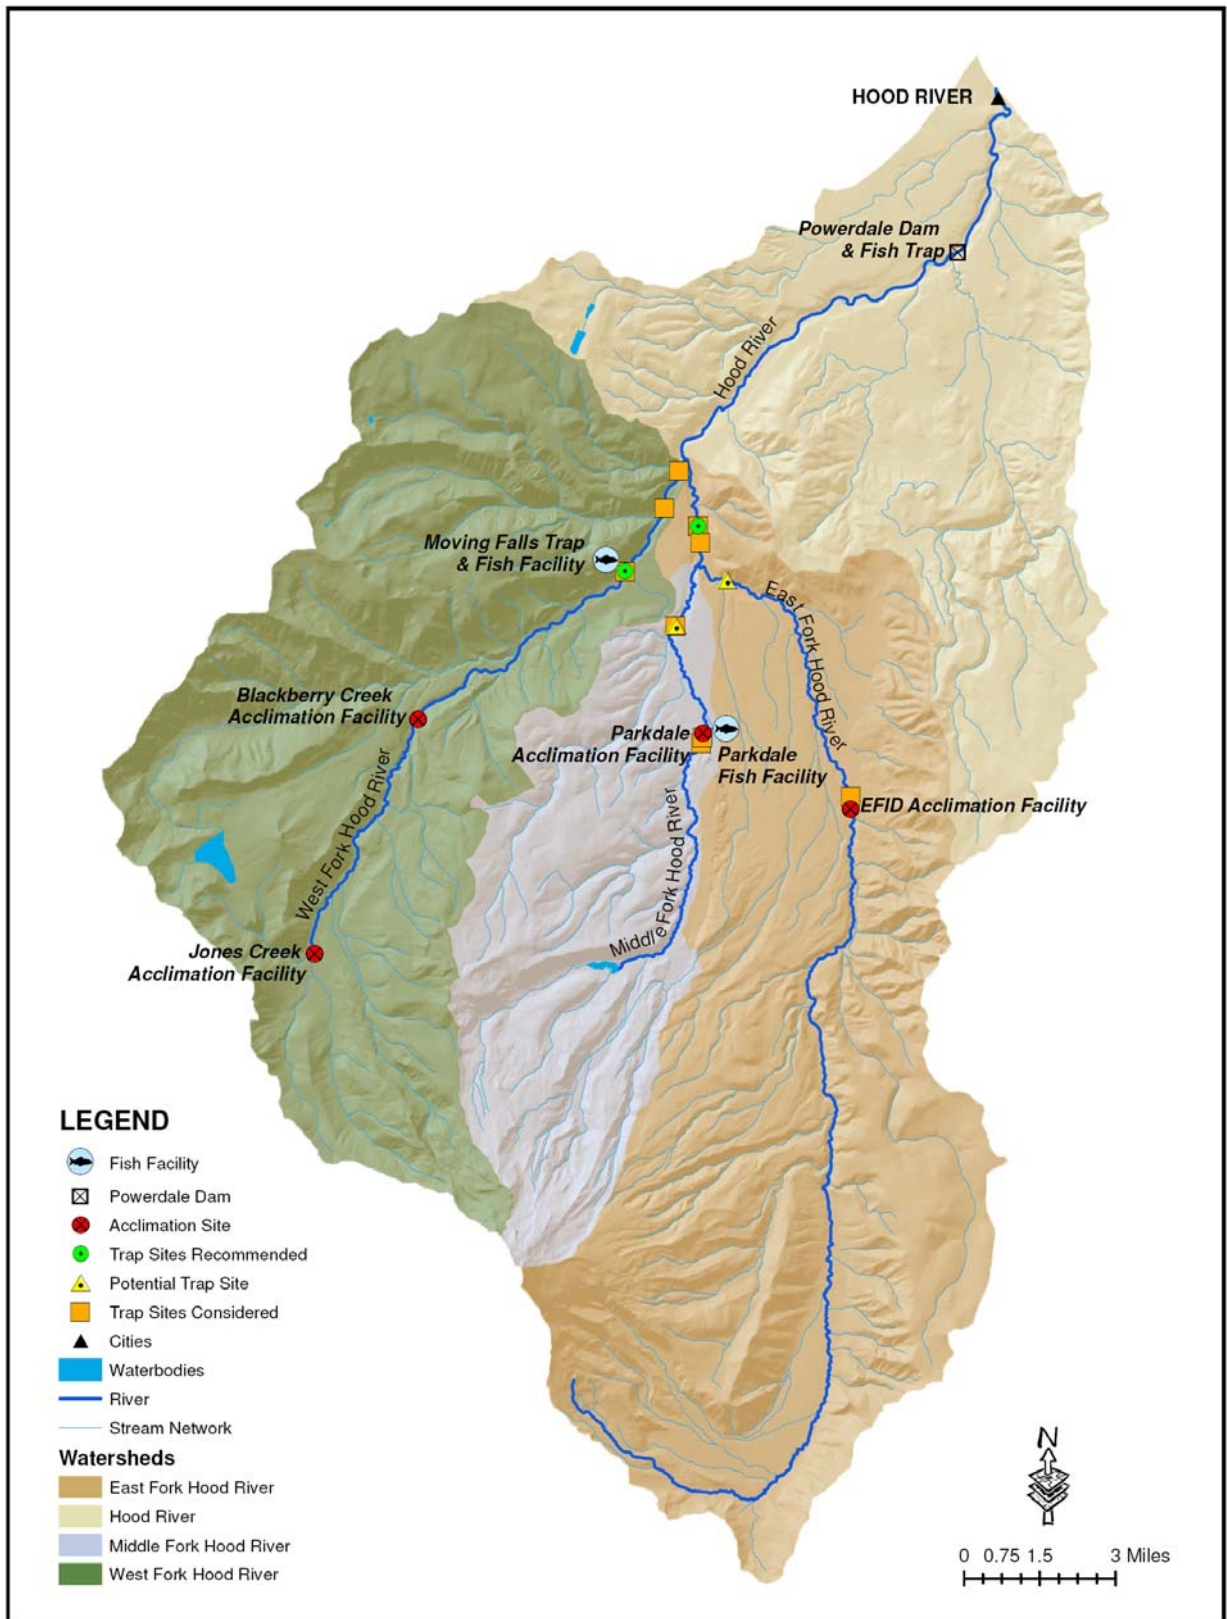 HOOD RIVER
Powerdale Dam
& Fish Trap
Hood River
Moving Falls Trap
& Fish Facility
East Fork Hood River
Blackberry Creek
Acclimation Facility
Parkdale
Acclimation Facility
Parkdale
Fish Facility
EFID Acclimation Facility
West Fork Hood River
Middle Fork Hood River
Jones Creek
Acclimation Facility
LEGEND
Fish Facility
Powerdale Dam
Acclimation Site
Trap Sites Recommended
Potential Trap Site
Trap Sites Considered
Cities
Waterbodies
River
Stream Network
Watersheds
East Fork Hood River
Hood River
Middle Fork Hood River
West Fork Hood River
N
0 0.75 1.5 3 Miles